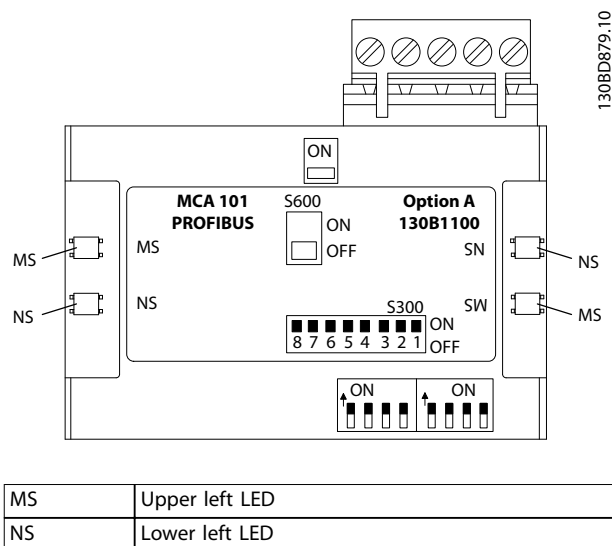 130BD879.10
ON
MCA 101
PROFIBUS
S600
ON
OFF
Option A
130B1100
MS
MS
SN
NS
NS
NS
SW
MS
S300
ON
8 7 6 5 4 3 2 1
OFF
ON
ON
MS Upper left LED
NS Lower left LED